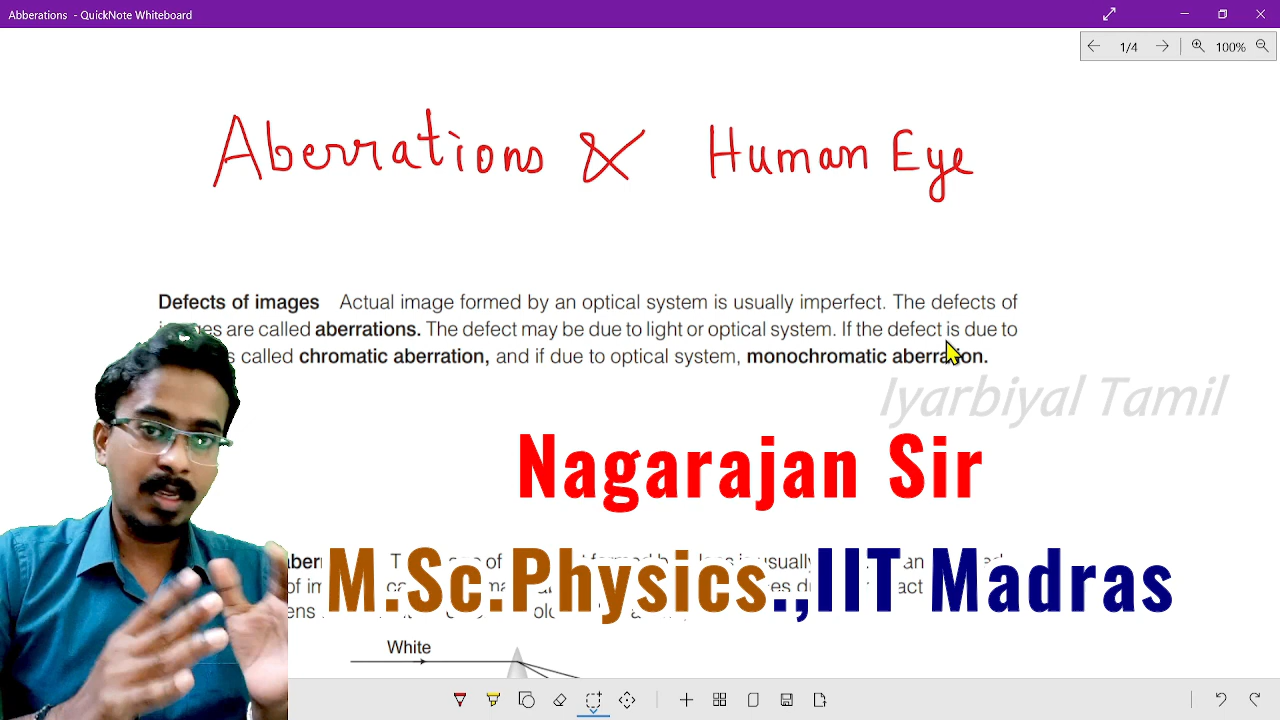 Abberations - QuickNote Whiteboard
1/4
100%
Aberrations & Human Eye
Defects of images Actual image formed by an optical system is usually imperfect. The defects of
are called aberrations. The defect may be due to light or optical system. If the defect is due to
called chromatic aberration, and if due to optical system, monochromatic aberration.
Iyarbiyal Tamil
Nagarajan Sir
M.Sc.Physics.,IIT Madras
White